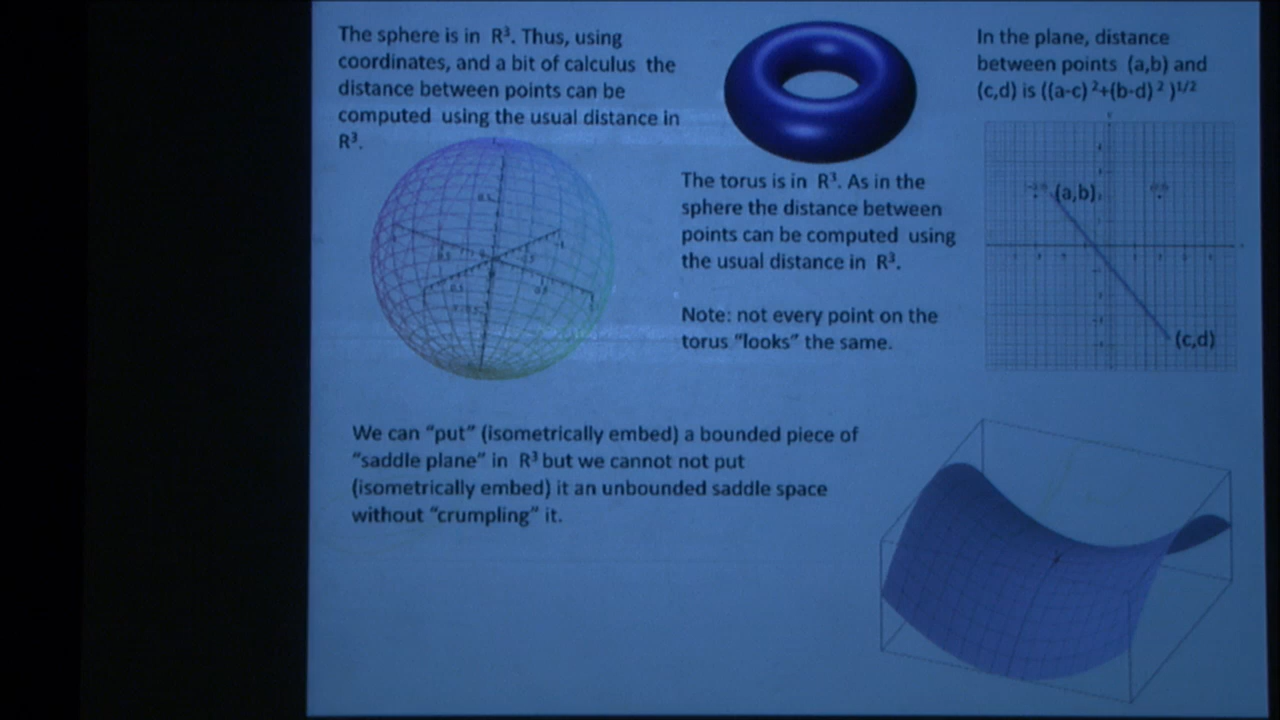 The sphere is in R³. Thus, using
coordinates, and a bit of calculus the
distance between points can be
computed using the usual distance in
R³.
The torus is in R³. As in the
sphere the distance between
points can be computed using
the usual distance in R³.
Note: not every point on the
torus "looks" the same.
In the plane, distance
between points (a,b) and
(c,d) is ((a-c) ²+(b-d) ² )¹/²
(a,b)
(c,d)
We can "put" (isometrically embed) a bounded piece of
"saddle plane" in R³ but we cannot not put
(isometrically embed) it an unbounded saddle space
without "crumpling" it.